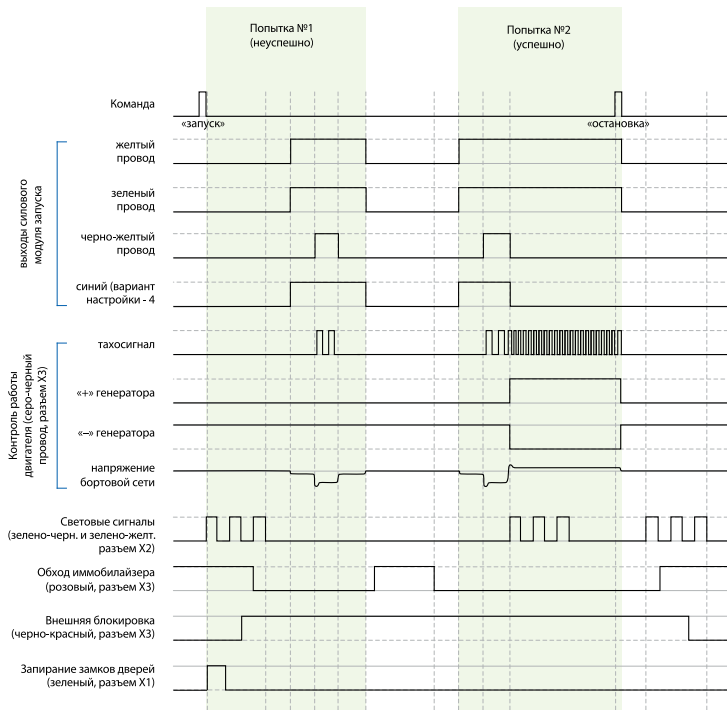 Попытка №1
(неуспешно)
Попытка №2
(успешно)
Команда
«запуск»
«остановка»
выходы силового
модуля запуска
желтый
провод
зеленый
провод
черно-желтый
провод
синий (вариант
настройки - 4
Контроль работы
двигателя (серо-черный
провод, разъем X3)
тахосигнал
«+» генератора
«–» генератора
напряжение
бортовой сети
Световые сигналы
(зелено-черн. и зелено-желт.
разъем X2)
Обход иммобилайзера
(розовый, разъем X3)
Внешняя блокировка
(черно-красный, разъем X3)
Запирание замков дверей
(зеленый, разъем X1)